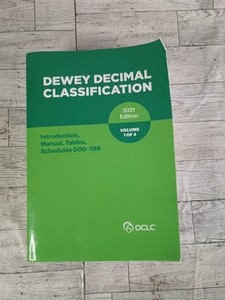 DEWEY DECIMAL
CLASSIFICATION
2021
Edition
VOLUME
1 OF 4
Introduction,
Manual, Tables,
Schedules 000–199
OCLC